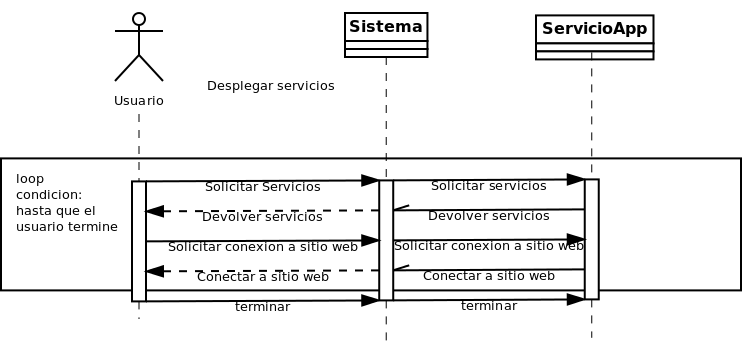 Sistema
ServicioApp
Desplegar servicios
Usuario
loop
condicion:
hasta que el
usuario termine
Solicitar Servicios
Solicitar servicios
Devolver servicios
Devolver servicios
Solicitar conexion a sitio web
Solicitar conexion a sitio web
Conectar a sitio web
Conectar a sitio web
terminar
terminar